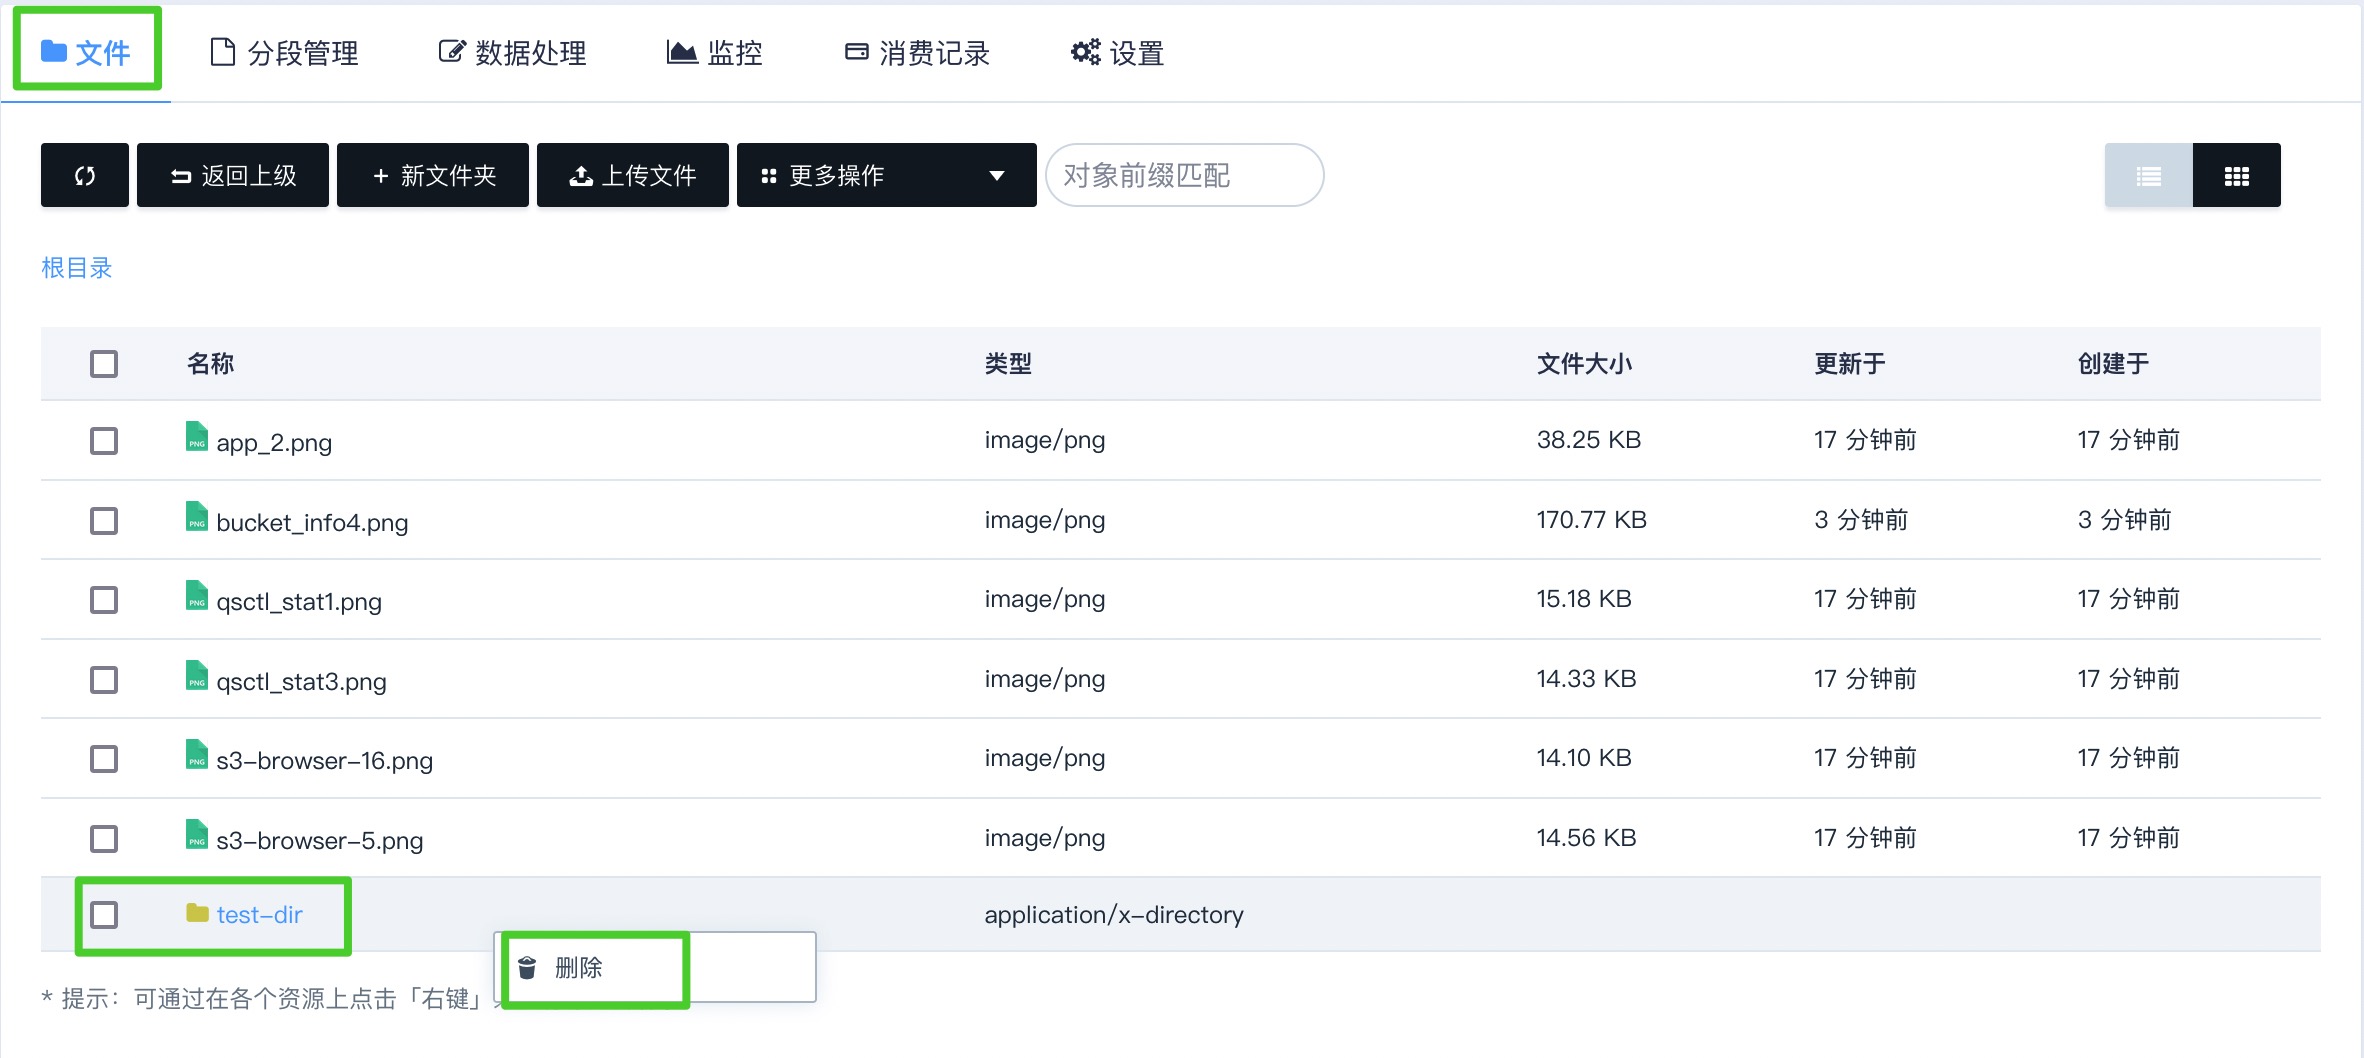 文件 分段管理 数据处理 监控 消费记录 设置
返回上级 + 新文件夹 上传文件 更多操作 对象前缀匹配
根目录
名称 类型 文件大小 更新于 创建于
PNG app_2.png image/png 38.25 KB 17 分钟前 17 分钟前
PNG bucket_info4.png image/png 170.77 KB 3 分钟前 3 分钟前
PNG qsctl_stat1.png image/png 15.18 KB 17 分钟前 17 分钟前
PNG qsctl_stat3.png image/png 14.33 KB 17 分钟前 17 分钟前
PNG s3-browser-16.png image/png 14.10 KB 17 分钟前 17 分钟前
PNG s3-browser-5.png image/png 14.56 KB 17 分钟前 17 分钟前
test-dir application/x-directory
删除
* 提示：可通过在各个资源上点击「右键」